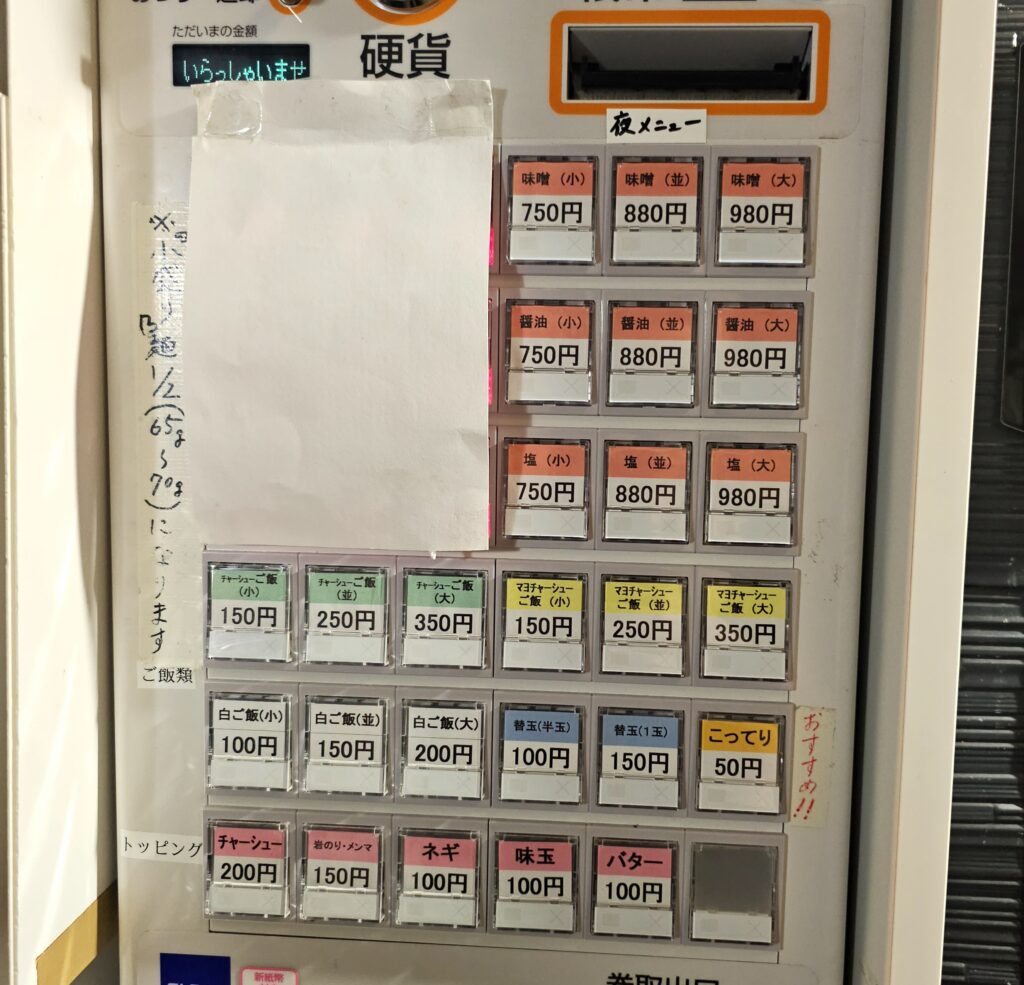 ただいまの金額
いらっしゃいませ
硬貨
夜メニュー
味噌 (小)
750円
味噌 (並)
880円
味噌 (大)
980円
醤油 (小)
750円
醤油 (並)
880円
醤油 (大)
980円
塩 (小)
750円
塩 (並)
880円
塩 (大)
980円
チャーシューご飯
(小)
150円
チャーシューご飯
(並)
250円
チャーシューご飯
(大)
350円
マヨチャーシュー
ご飯 (小)
150円
マヨチャーシュー
ご飯 (並)
250円
マヨチャーシュー
ご飯 (大)
350円
ご飯類
白ご飯(小)
100円
白ご飯(並)
150円
白ご飯(大)
200円
替玉(半玉)
100円
替玉(1玉)
150円
こってり
50円
おすすめ!!
トッピング
チャーシュー
200円
岩のり・メンマ
150円
ネギ
100円
味玉
100円
バター
100円
麺1/2(65g〜70g)になります
新紙幣